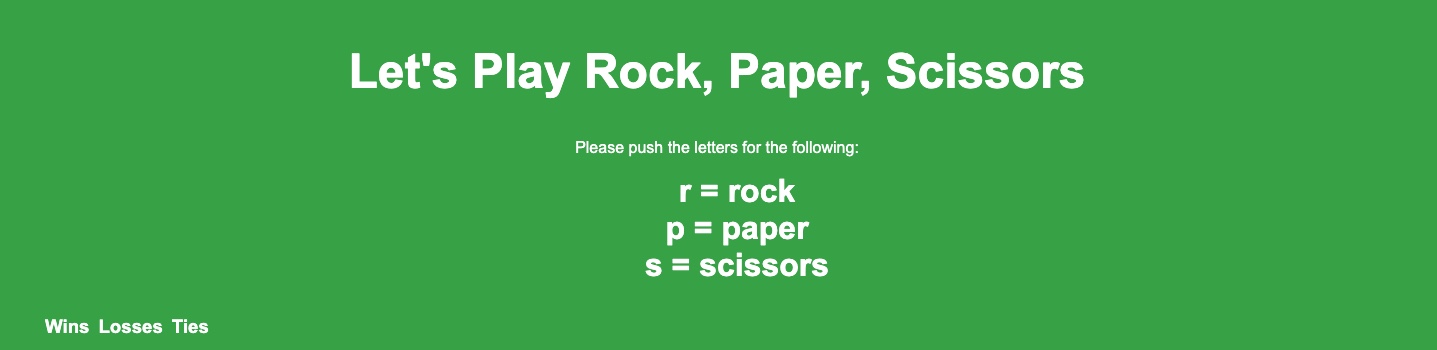 Let's Play Rock, Paper, Scissors
Please push the letters for the following:
r = rock
p = paper
s = scissors
Wins Losses Ties